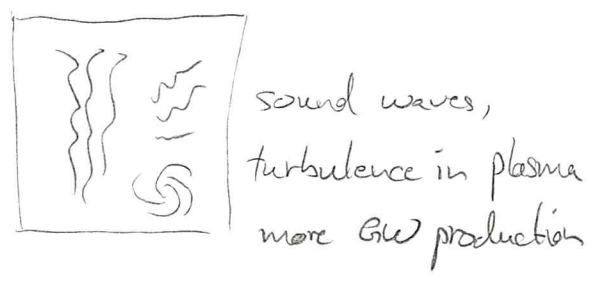 sound waves,
turbulence in plasma
more GW production